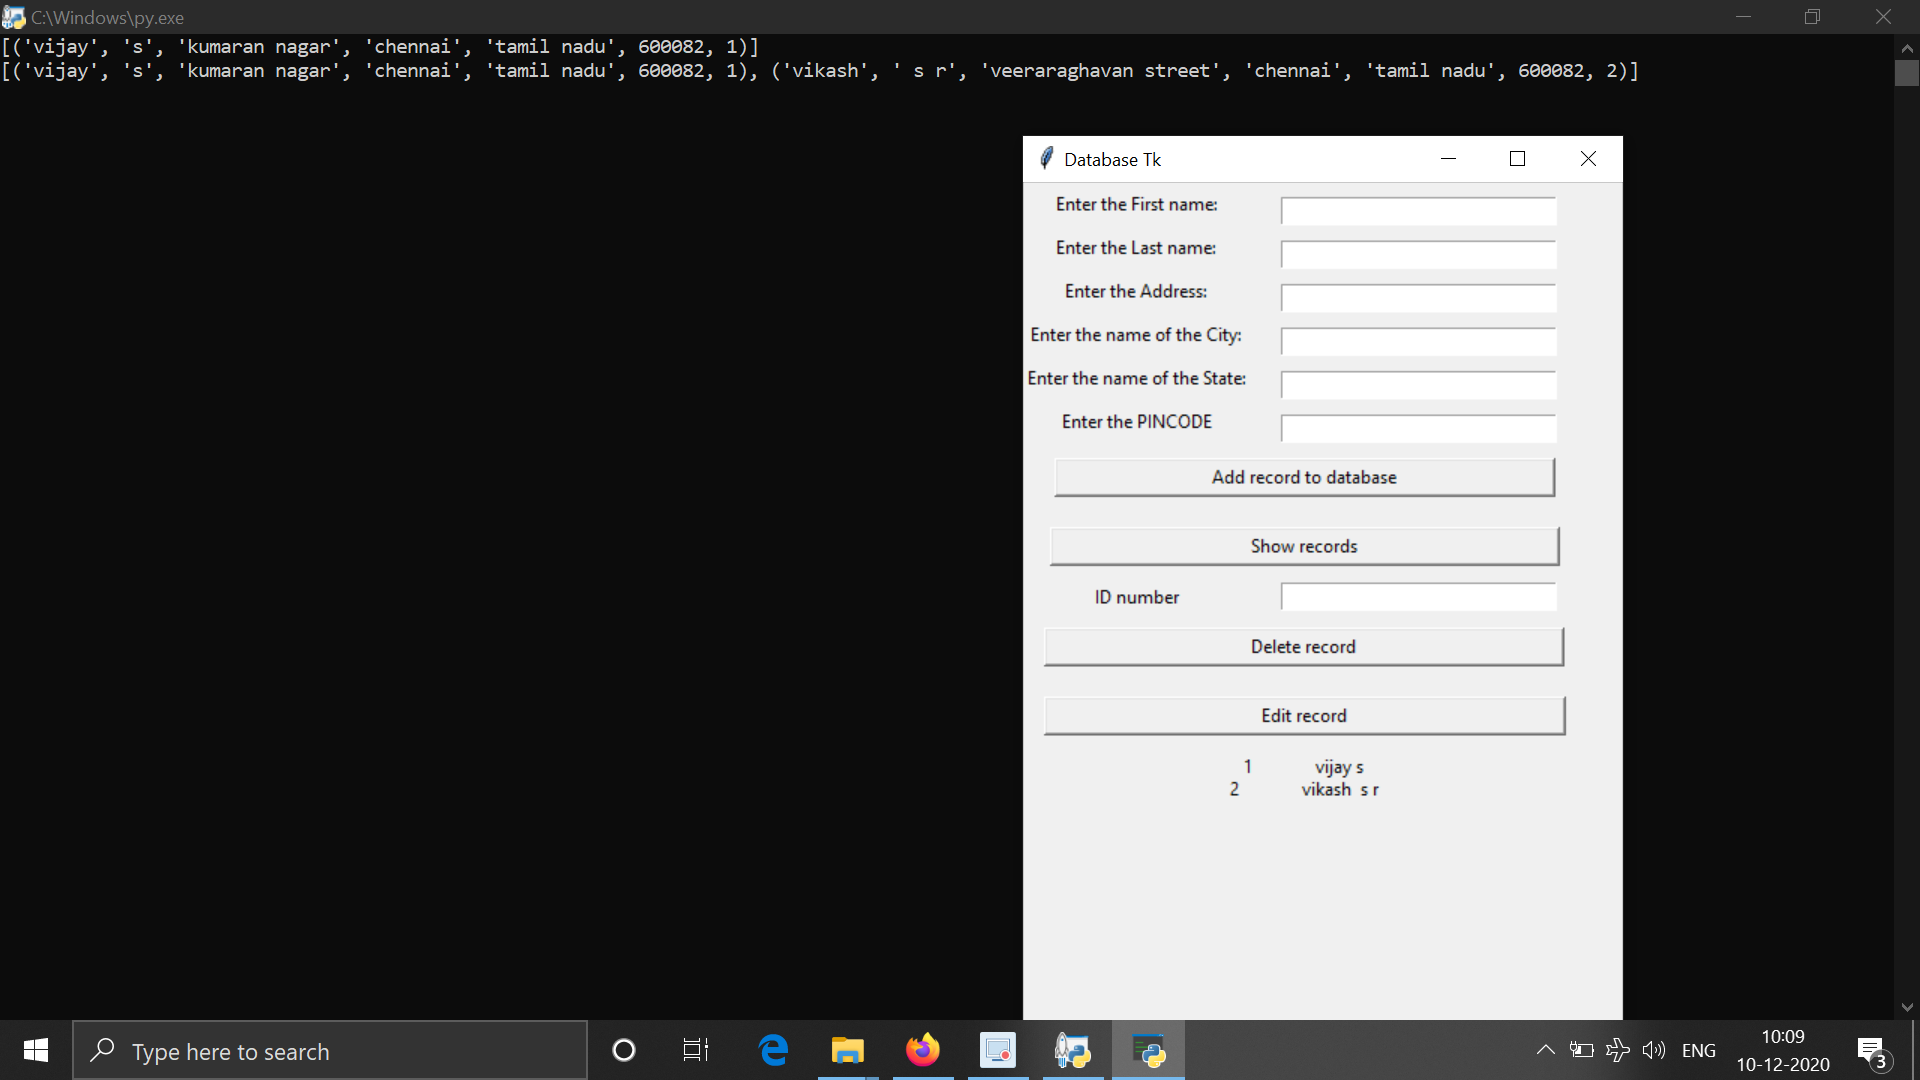 C:\Windows\py.exe
[('vijay', 's', 'kumaran nagar', 'chennai', 'tamil nadu', 600082, 1)]
[('vijay', 's', 'kumaran nagar', 'chennai', 'tamil nadu', 600082, 1), ('vikash', ' s r', 'veeraraghavan street', 'chennai', 'tamil nadu', 600082, 2)]
Database Tk
Enter the First name:
Enter the Last name:
Enter the Address:
Enter the name of the City:
Enter the name of the State:
Enter the PINCODE
Add record to database
Show records
ID number
Delete record
Edit record
1 vijay s
2 vikash  s r
Type here to search
ENG
10:09
10-12-2020
3